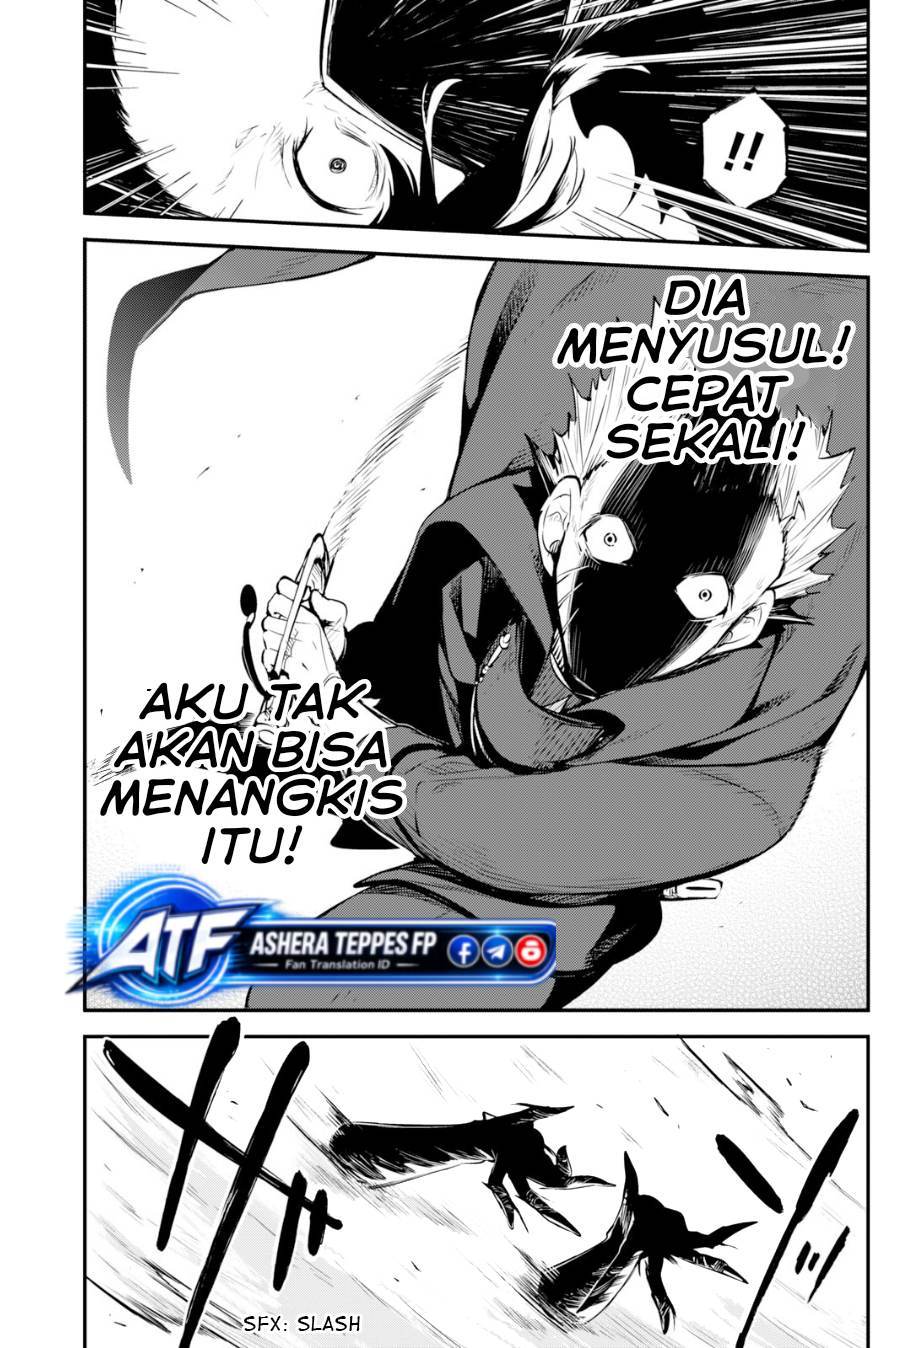 !!
DIA
MENYUSUL!
CEPAT
SEKALI!
AKU TAK
AKAN BISA
MENANGKIS
ITU!
ATF
ASHERA TEPPES FP
Fan Translation ID
SFX: SLASH